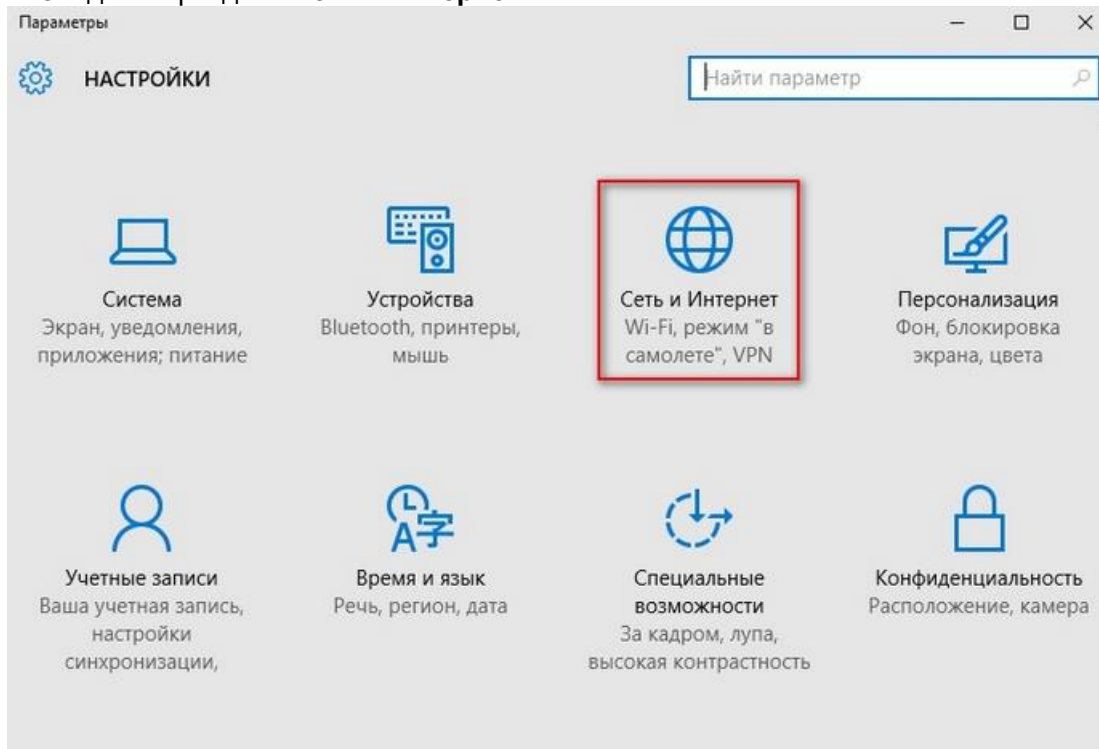 Параметры
НАСТРОЙКИ
Найти параметр
Система
Экран, уведомления,
приложения; питание
Устройства
Bluetooth, принтеры,
мышь
Сеть и Интернет
Wi-Fi, режим "в
самолете", VPN
Персонализация
Фон, блокировка
экрана, цвета
Учетные записи
Ваша учетная запись,
настройки
синхронизации,
Время и язык
Речь, регион, дата
Специальные
возможности
За кадром, лупа,
высокая контрастность
Конфиденциальность
Расположение, камера